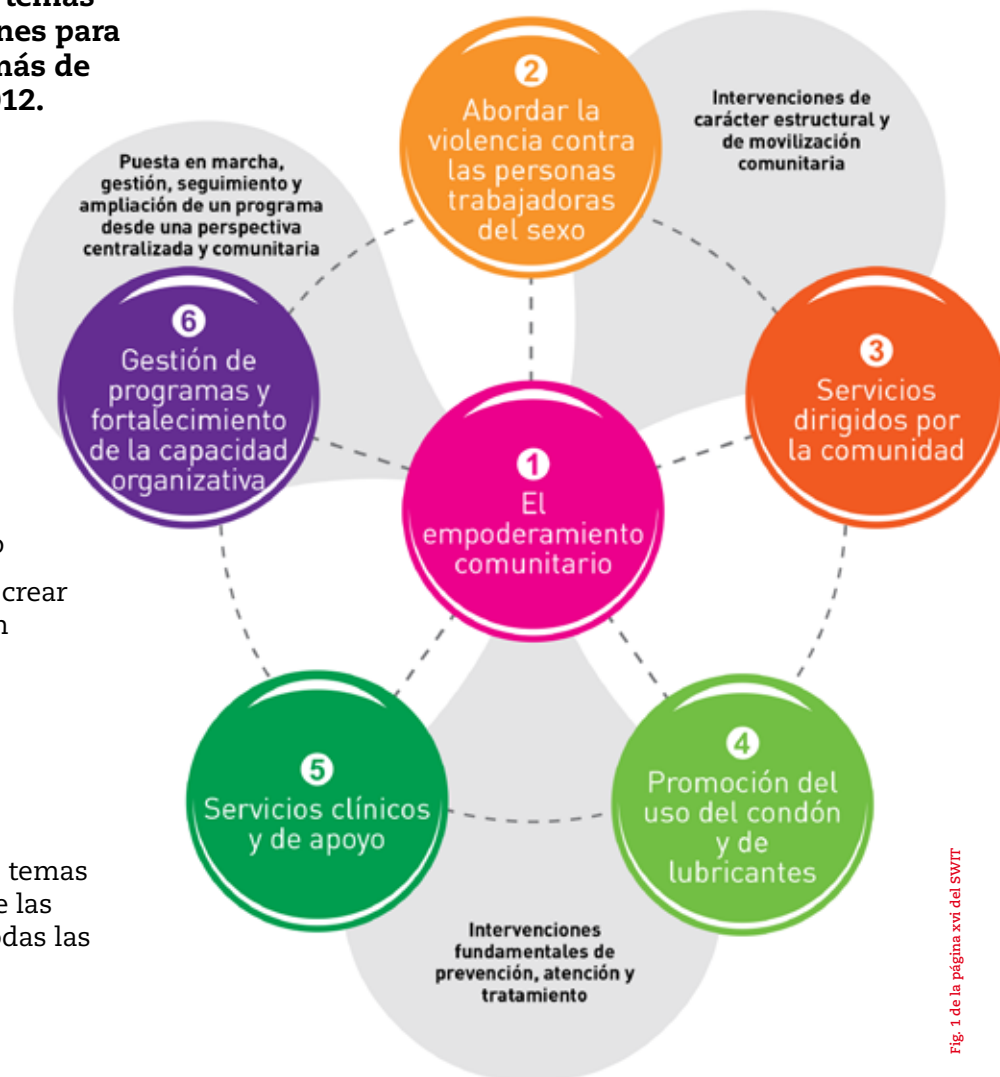 temas
nes para
más de
012.
2
Abordar la
violencia contra
las personas
trabajadoras
del sexo
Intervenciones de
carácter estructural y
de movilización
comunitaria
Puesta en marcha,
gestión, seguimiento y
ampliación de un programa
desde una perspectiva
centralizada y comunitaria
6
Gestión de
programas y
fortalecimiento
de la capacidad
organizativa
3
Servicios
dirigidos por
la comunidad
1
El
empoderamiento
comunitario
o
crear
n
5
Servicios clínicos
y de apoyo
4
Promoción del
uso del condón
y de
lubricantes
temas
e las
odas las
Intervenciones
fundamentales de
prevención, atención y
tratamiento
Fig. 1 de la página xvi del SWIT